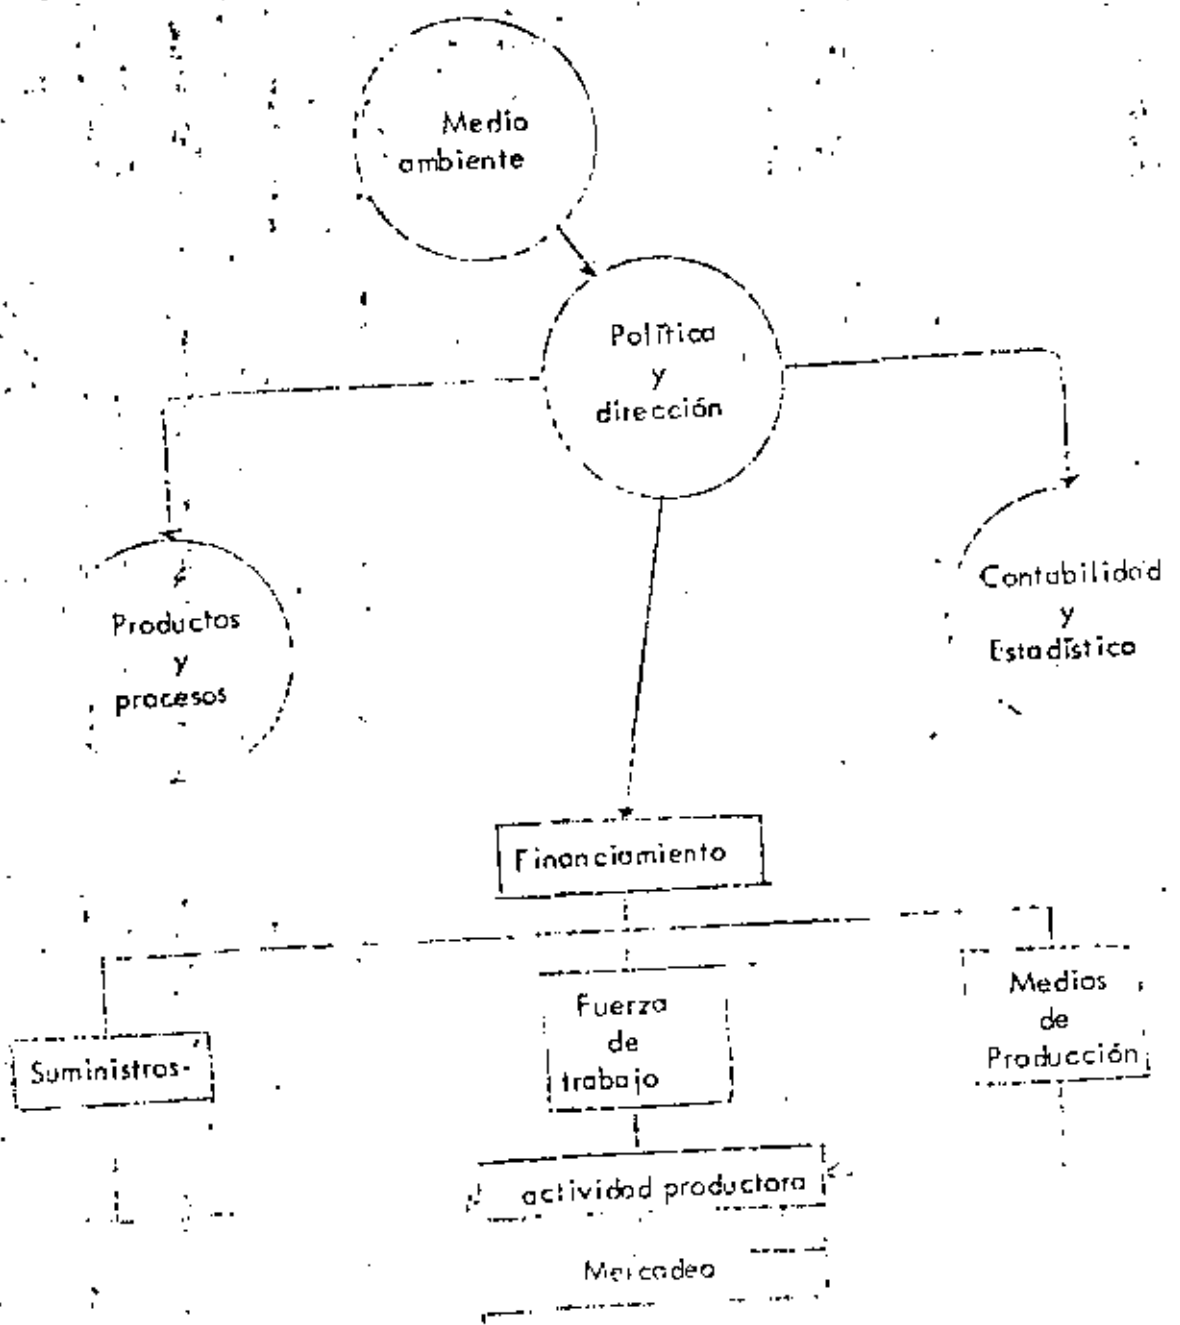 Medio
ambiente
Política
y
dirección
Productos
y
procesos
Contabilidad
y
Estadística
Financiamiento
Suministros-
Fuerza
de
trabajo
Medios
de
Producción
actividad productora
Mercadeo